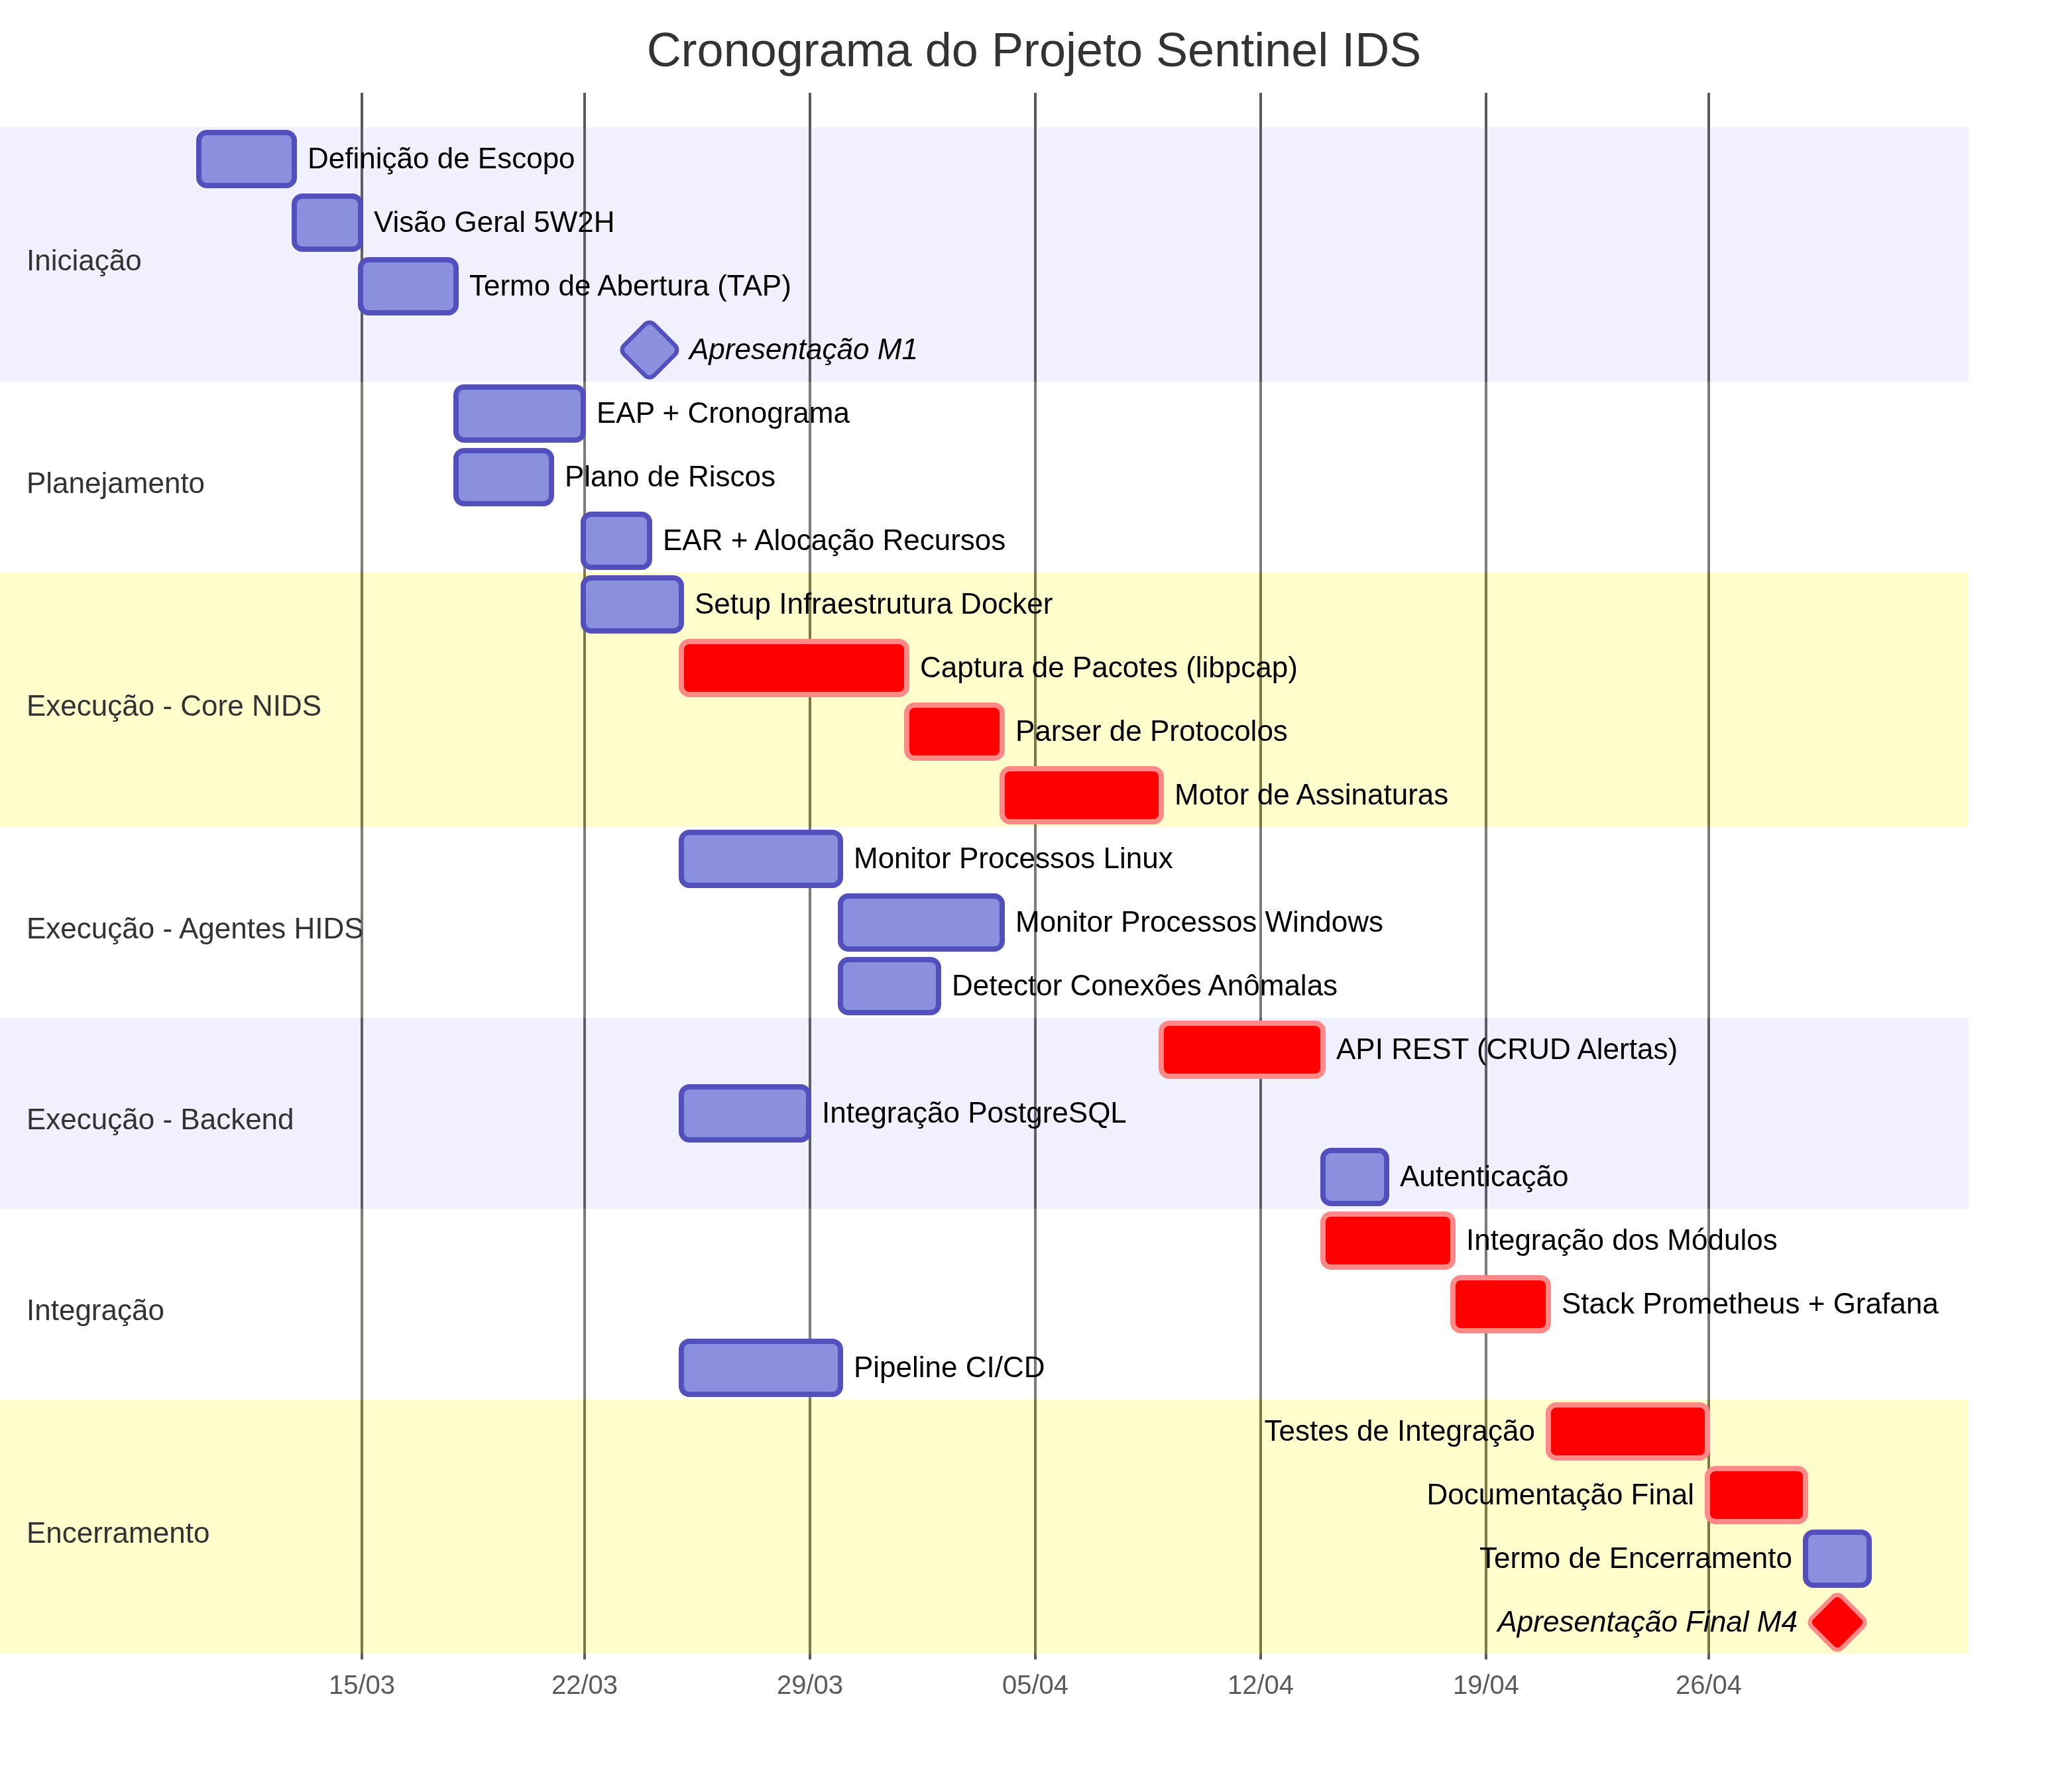 Cronograma do Projeto Sentinel IDS
Iniciação
Definição de Escopo
Visão Geral 5W2H
Termo de Abertura (TAP)
Apresentação M1
Planejamento
EAP + Cronograma
Plano de Riscos
EAR + Alocação Recursos
Execução - Core NIDS
Setup Infraestrutura Docker
Captura de Pacotes (libpcap)
Parser de Protocolos
Motor de Assinaturas
Execução - Agentes HIDS
Monitor Processos Linux
Monitor Processos Windows
Detector Conexões Anômalas
Execução - Backend
API REST (CRUD Alertas)
Integração PostgreSQL
Autenticação
Integração
Integração dos Módulos
Stack Prometheus + Grafana
Pipeline CI/CD
Encerramento
Testes de Integração
Documentação Final
Termo de Encerramento
Apresentação Final M4
15/03
22/03
29/03
05/04
12/04
19/04
26/04